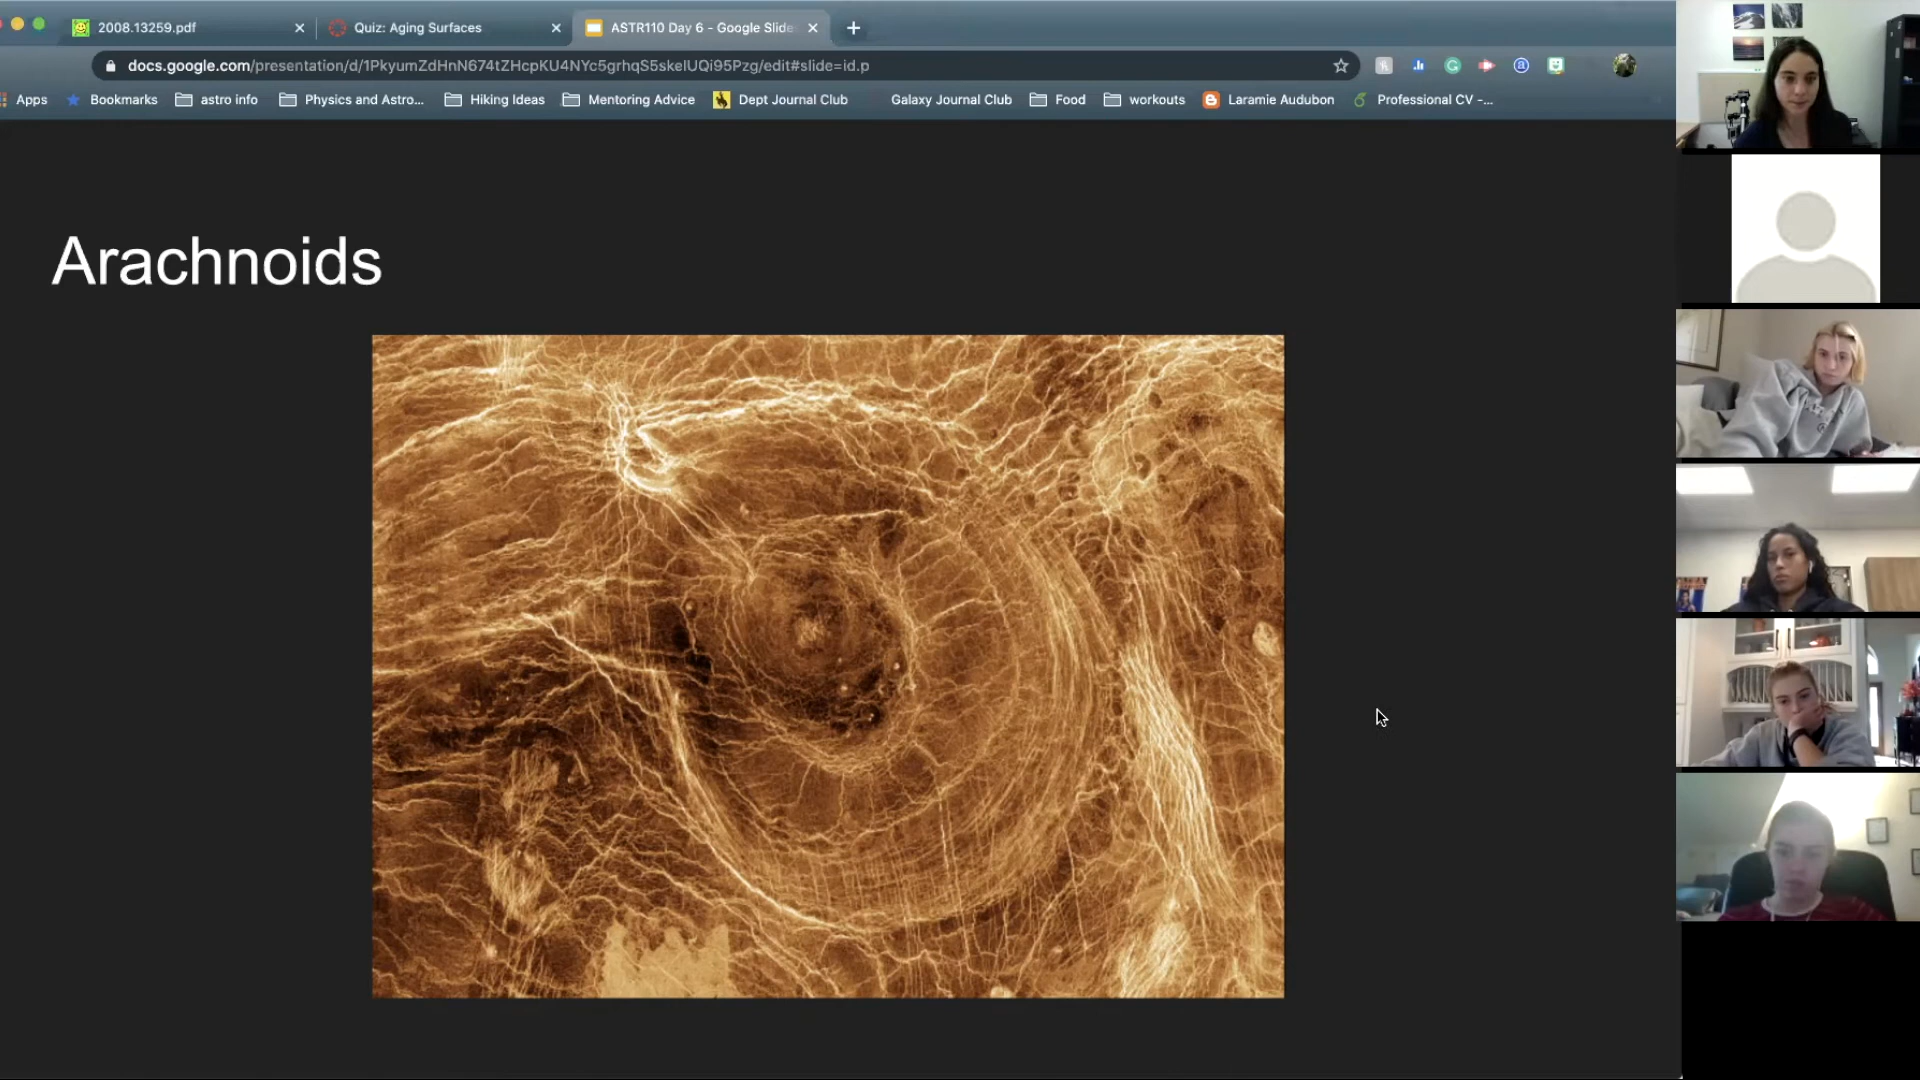 2008.13259.pdf
Quiz: Aging Surfaces
ASTR110 Day 6 - Google Slide
docs.google.com/presentation/d/1PkyumZdHnN674tZHcpKU4NYc5grhqS5skelUQi95Pzg/edit#slide=id.p
Apps
Bookmarks
astro info
Physics and Astro...
Hiking Ideas
Mentoring Advice
Dept Journal Club
Galaxy Journal Club
Food
workouts
Laramie Audubon
Professional CV -...
Arachnoids